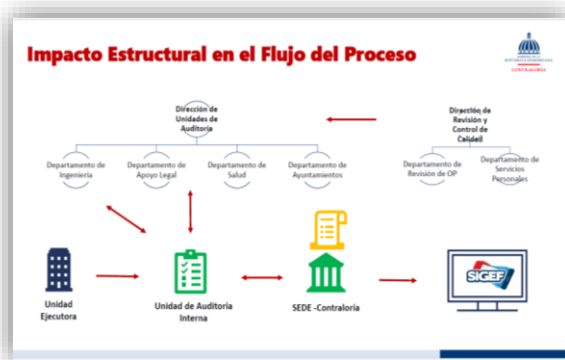 Impacto Estructural en el Flujo del Proceso
CONTRALORÍA
Dirección de
Unidades de
Auditoría
Dirección de
Revisión y
Control de
Calidell
Departamento de
Ingeniería
Departamento de
Apoyo Legal
Departamento de
Salud
Departamento de
Ayuntamientos
Departamento de
Revisión de OP
Departamento de
Servicios
Personales
SIGEF
Unidad
Ejecutora
Unidad de Auditoría
Interna
SEDE -Contraloría